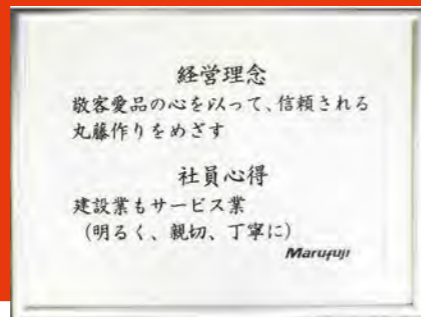 経営理念
敬客愛品の心を以って、信頼される
丸藤作りをめざす
社員心得
建設業もサービス業
(明るく、親切、丁寧に)
Marufuji